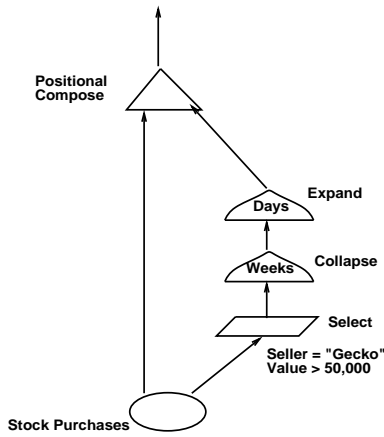 Positional
Compose
Days
Expand
Weeks
Collapse
Select
Seller = "Gecko"
Value > 50,000
Stock Purchases